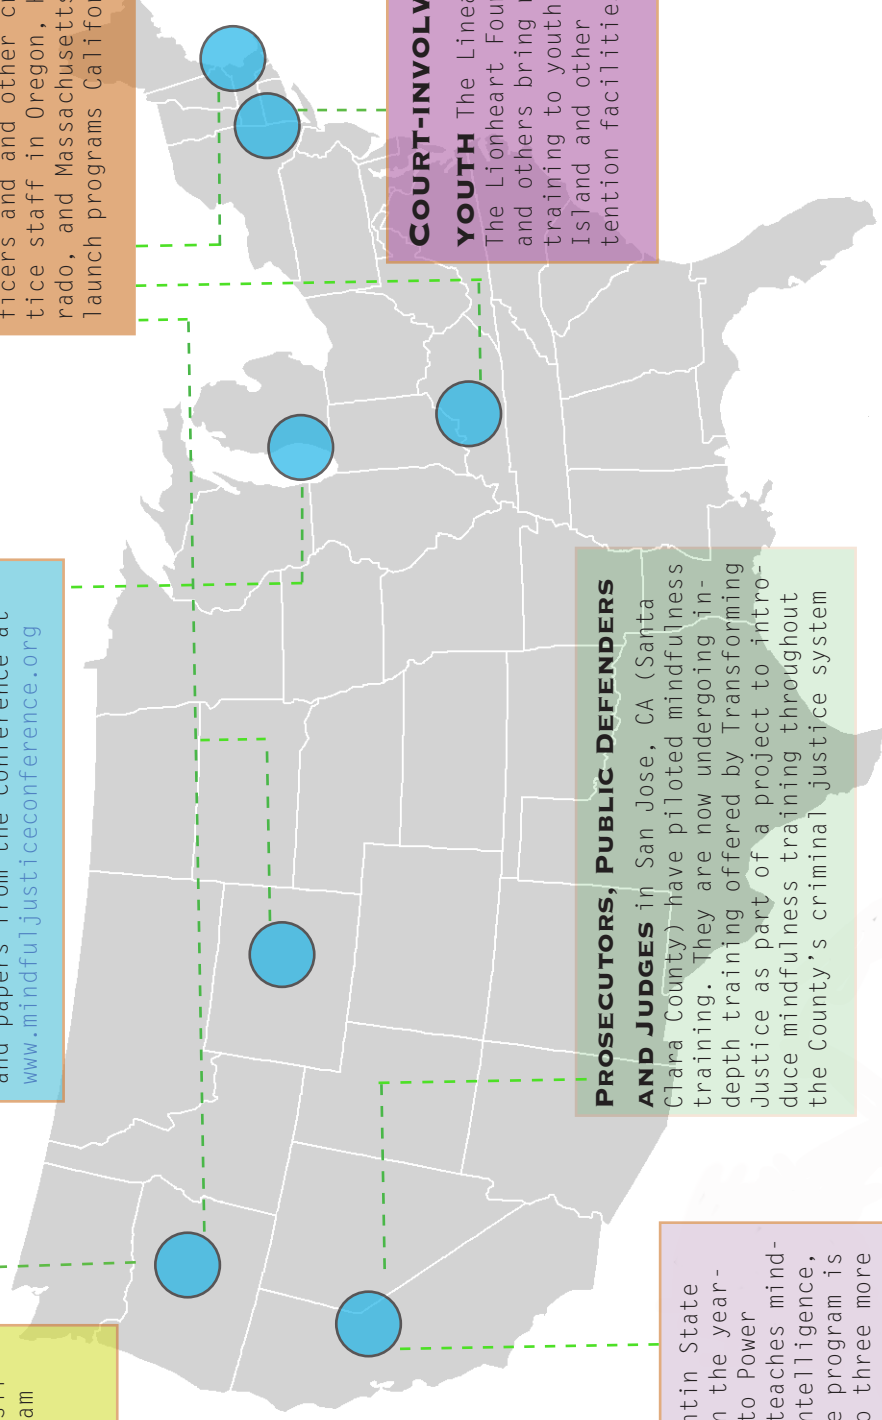 am
and papers from the conference at
www.mindfuljusticeconference.org
ficers and and other cr
tice staff in Oregon,
rado, and Massachusetts
launch programs Califor
COURT-INVOLV
YOUTH The Linea
The Lionheart Foun
and others bring
training to youth
Island and other
tention facilitie
PROSECUTORS, PUBLIC DEFENDERS
AND JUDGES in San Jose, CA (Santa
Clara County) have piloted mindfulness
training. They are now undergoing in-
depth training offered by Transforming
Justice as part of a project to intro-
duce mindfulness training throughout
the County's criminal justice system
ntin State
n the year-
to Power
teaches mind-
ntelligence,
e program is
o three more